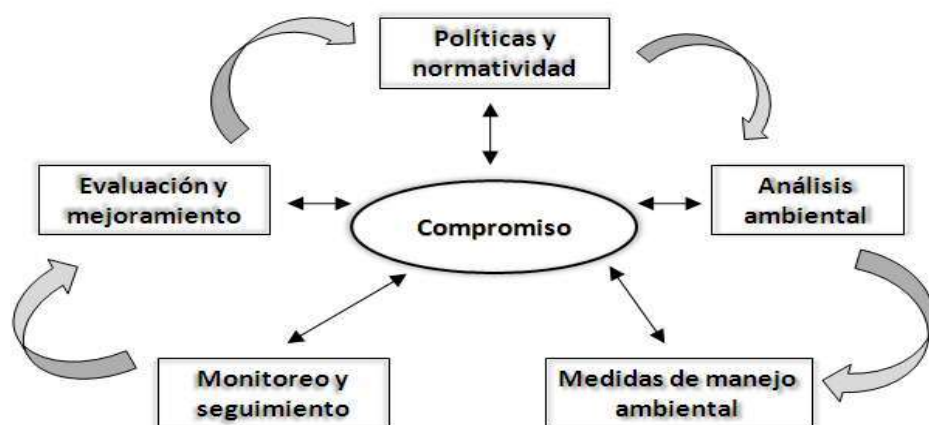 Políticas y
normatividad
Evaluación y
mejoramiento
Compromiso
Análisis
ambiental
Monitoreo y
seguimiento
Medidas de manejo
ambiental